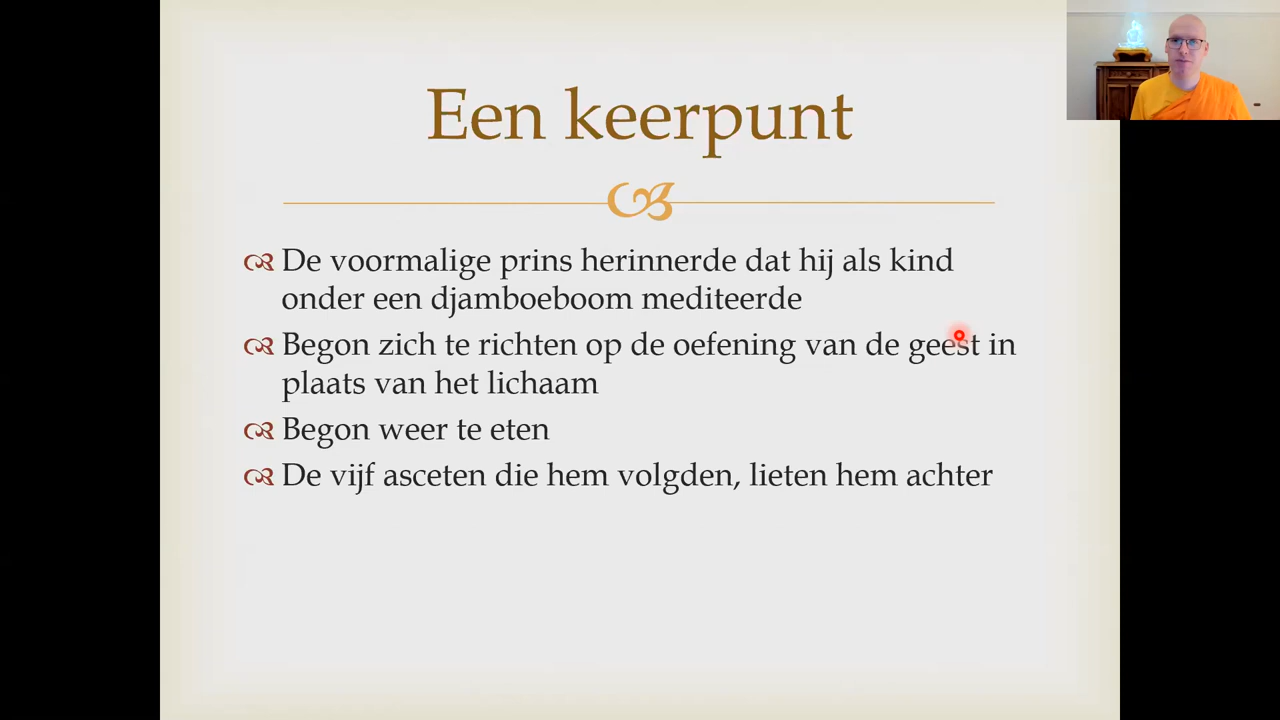 Een keerpunt
De voormalige prins herinnerde dat hij als kind
onder een djamboeboom mediteerde
Begon zich te richten op de oefening van de geest in
plaats van het lichaam
Begon weer te eten
De vijf asceten die hem volgden, lieten hem achter